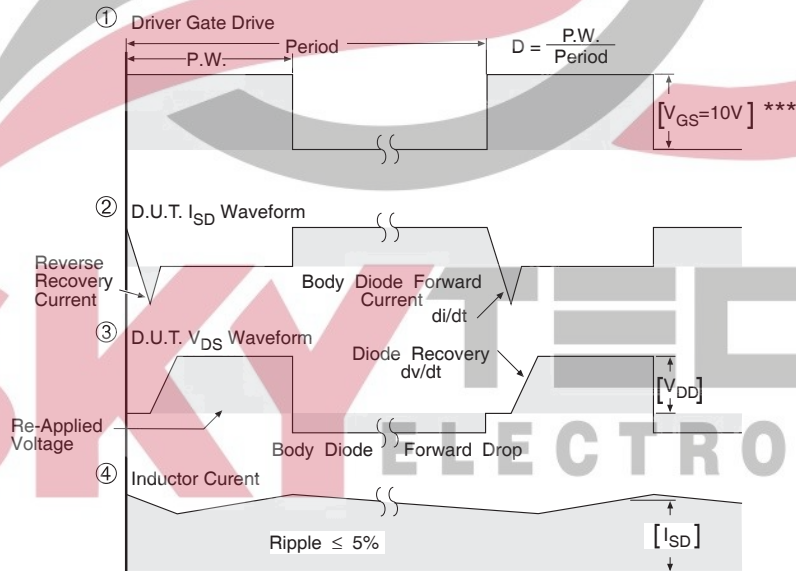 ① Driver Gate Drive
Period
P.W.
D = P.W. / Period
[VGS=10V] ***
② D.U.T. ISD Waveform
Reverse
Recovery
Current
Body Diode Forward
Current
di/dt
③ D.U.T. VDS Waveform
Diode Recovery
dv/dt
[VDD]
Re-Applied
Voltage
Body Diode Forward Drop
④ Inductor Curent
Ripple ≤ 5%
[ISD]
SKY TEC
ELECTRO